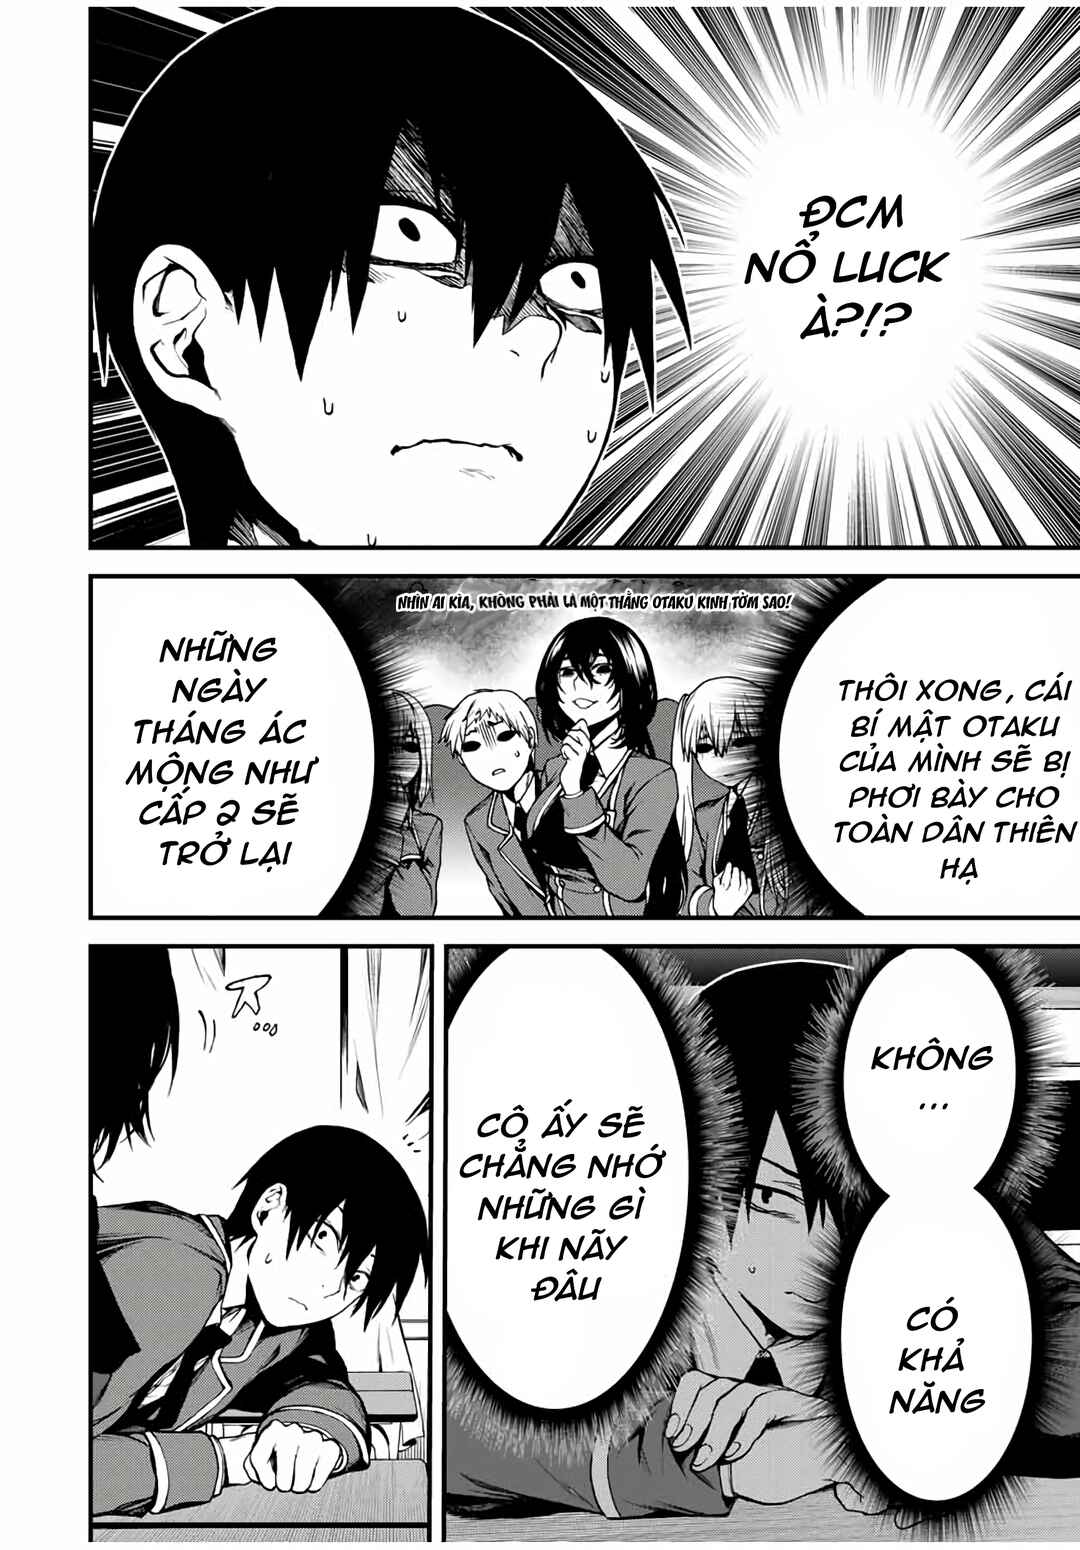 ĐCM
NỔ LUCK
À?!?
NHÌN AI KÌA, KHÔNG PHẢI LÀ MỘT THẰNG OTAKU KINH TỞM SAO!
THÔI XONG, CÁI
BÍ MẬT OTAKU
CỦA MÌNH SẼ BỊ
PHƠI BÀY CHO
TOÀN DÂN THIÊN
HẠ
NHỮNG
NGÀY
THÁNG ÁC
MỘNG NHƯ
CẤP 2 SẼ
TRỞ LẠI
KHÔNG
...
CÓ
KHẢ
NĂNG
CÔ ẤY SẼ
CHẲNG NHỚ
NHỮNG GÌ
KHI NÃY
ĐÂU
ス...